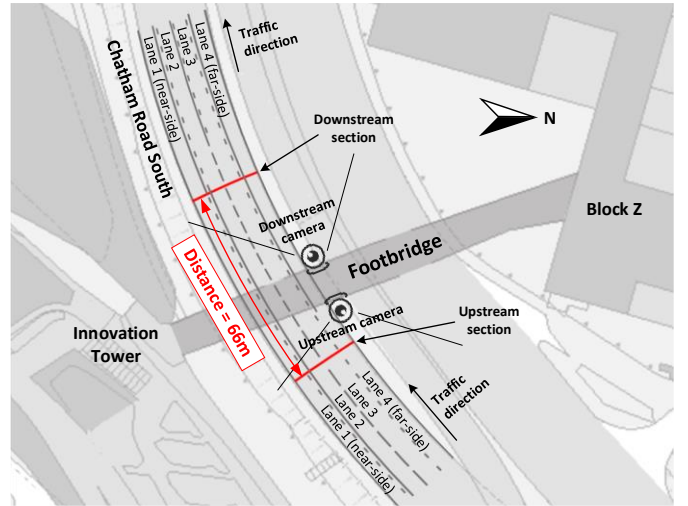 Chatham Road South
Lane 1 (near-side)
Lane 2
Lane 3
Lane 4 (far-side)
Traffic
direction
N
Downstream
section
Downstream
camera
Footbridge
Block Z
Distance = 66m
Innovation
Tower
Upstream camera
Upstream
section
Lane 4 (far-side)
Lane 3
Lane 2
Lane 1 (near-side)
Traffic
direction